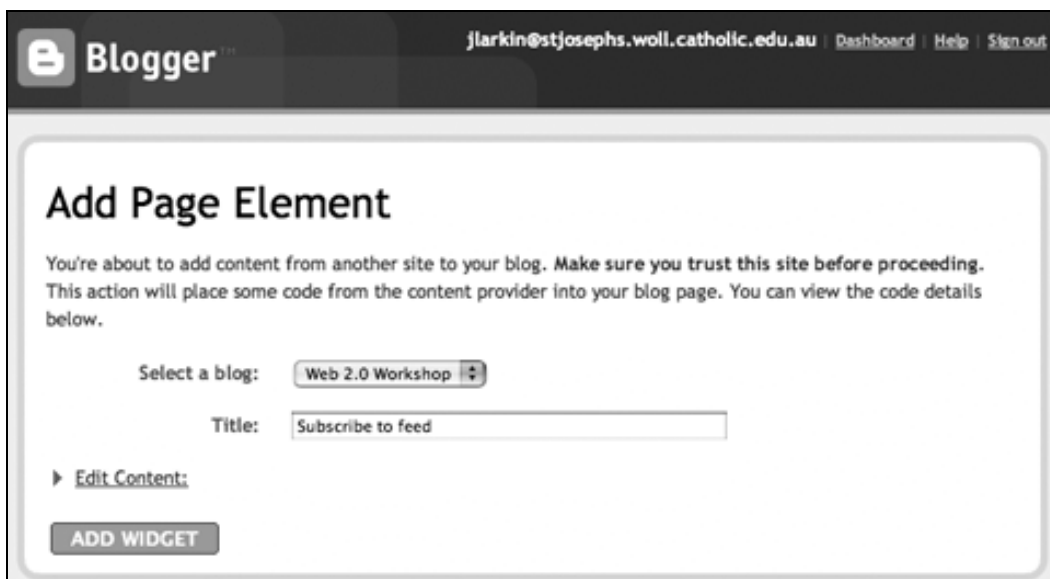 jlarkin@stjosephs.woll.catholic.edu.au | Dashboard | Help | Sign out
Blogger™
Add Page Element
You're about to add content from another site to your blog. Make sure you trust this site before proceeding.
This action will place some code from the content provider into your blog page. You can view the code details
below.
Select a blog: Web 2.0 Workshop
Title: Subscribe to feed
Edit Content:
ADD WIDGET